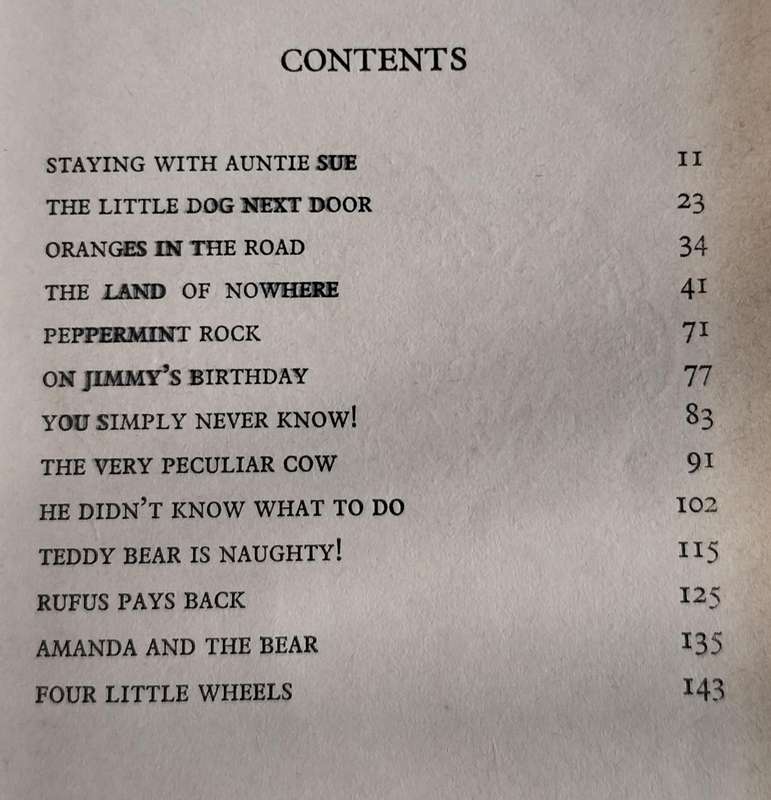 CONTENTS
STAYING WITH AUNTIE SUE 11
THE LITTLE DOG NEXT DOOR 23
ORANGES IN THE ROAD 34
THE LAND OF NOWHERE 41
PEPPERMINT ROCK 71
ON JIMMY'S BIRTHDAY 77
YOU SIMPLY NEVER KNOW! 83
THE VERY PECULIAR COW 91
HE DIDN'T KNOW WHAT TO DO 102
TEDDY BEAR IS NAUGHTY! 115
RUFUS PAYS BACK 125
AMANDA AND THE BEAR 135
FOUR LITTLE WHEELS 143